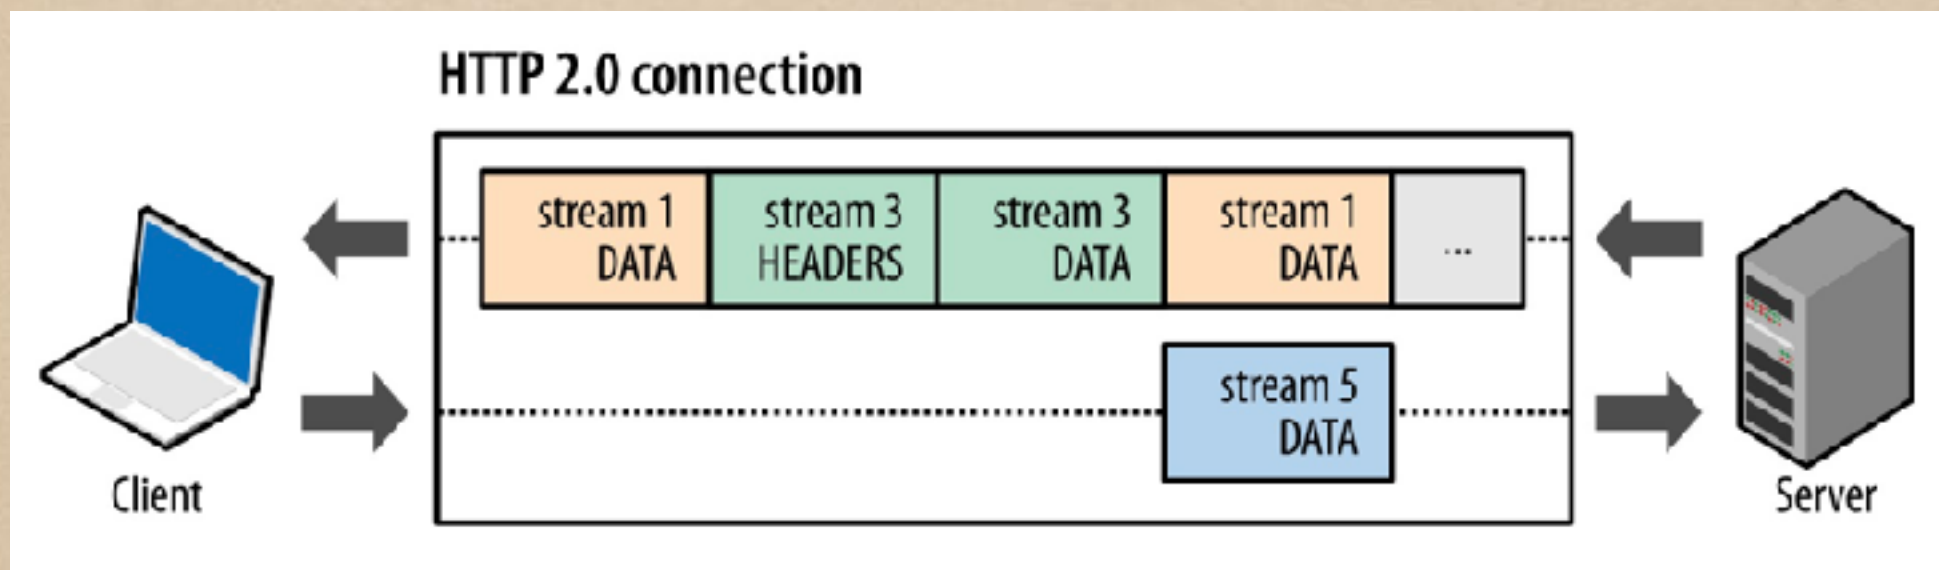 HTTP 2.0 connection
stream 1
DATA
stream 3
HEADERS
stream 3
DATA
stream 1
DATA
...
stream 5
DATA
Client
Server